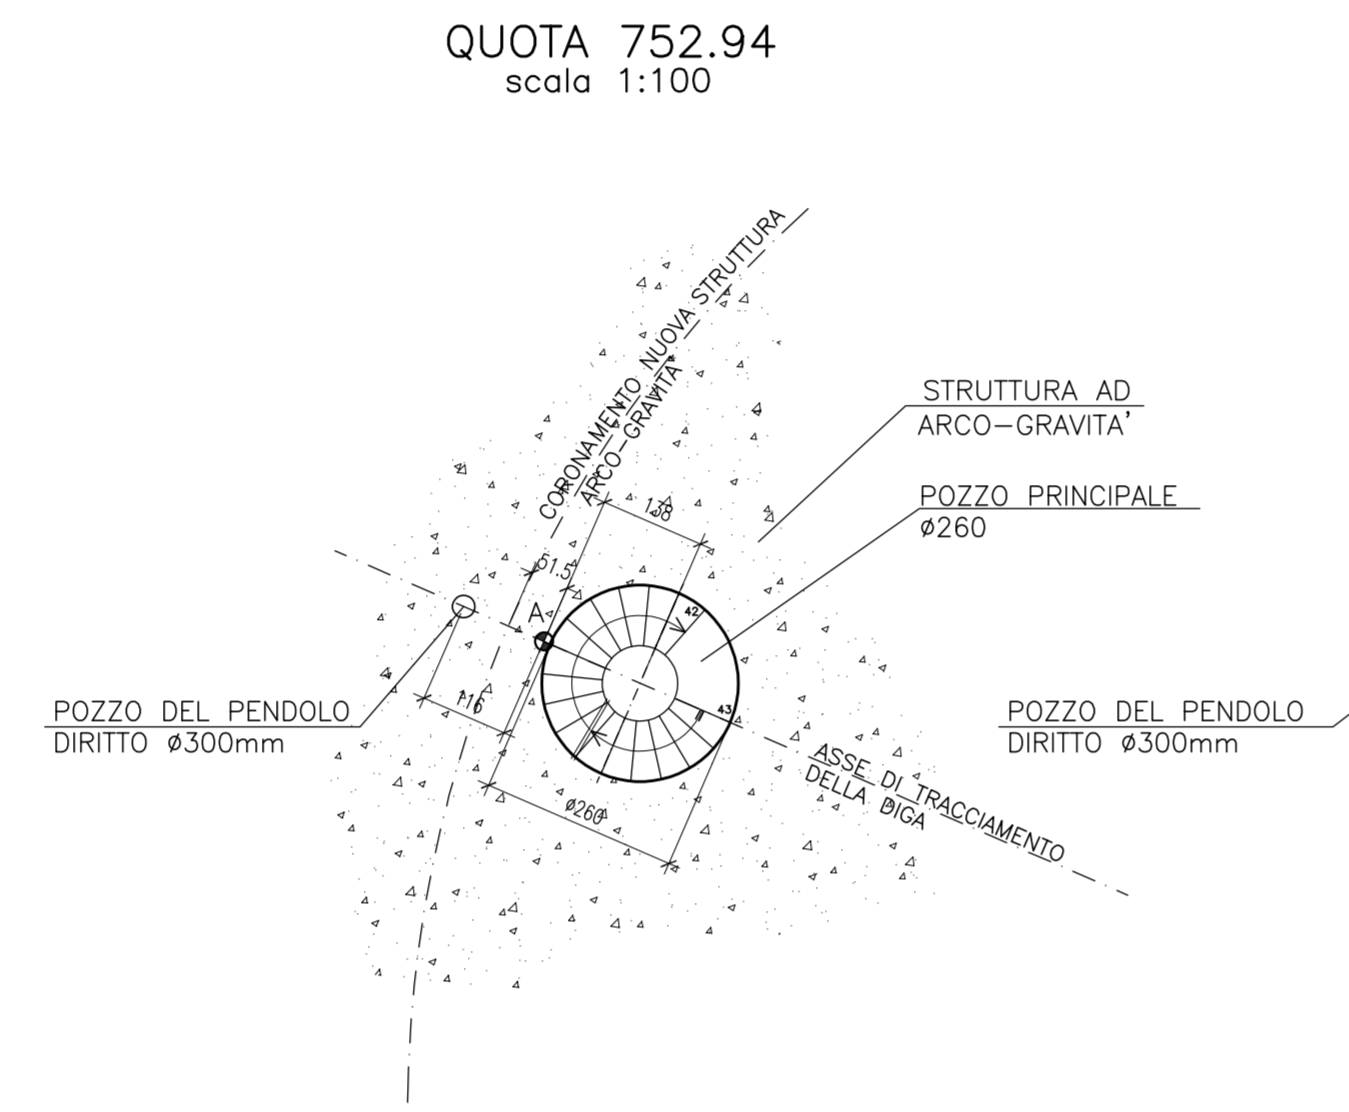 QUOTA 752.94
scala 1:100
CORONAMENTO NUOVA STRUTTURA
ARCO-GRAVITA'
STRUTTURA AD
ARCO-GRAVITA'
138
POZZO PRINCIPALE
ø260
51.5
A
42
116
43
POZZO DEL PENDOLO
DIRITTO ø300mm
POZZO DEL PENDOLO
DIRITTO ø300mm
ASSE DI TRACCIAMENTO
DELLA DIGA
ø260